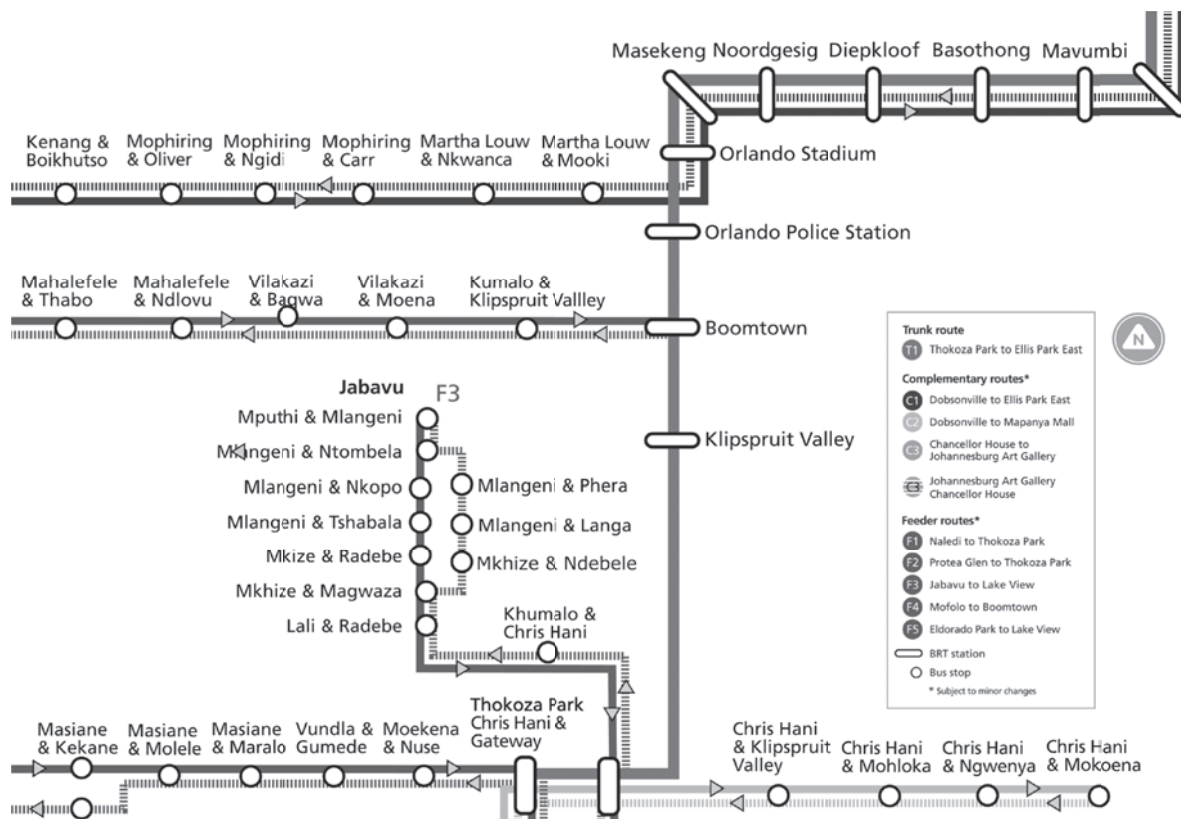 Masekeng
Noordgesig
Diepkloof
Basothong
Mavumbi
Kenang &
Boikhutso
Mophiring
& Oliver
Mophiring
& Ngidi
Mophiring
& Carr
Martha Louw
& Nkwanca
Martha Louw
& Mooki
Orlando Stadium
Orlando Police Station
Mahalefele
& Thabo
Mahalefele
& Ndlovu
Vilakazi
& Bagwa
Vilakazi
& Moena
Kumalo &
Klipspruit Vallley
Boomtown
Jabavu
F3
Mputhi & Mlangeni
Mlangeni & Ntombela
Mlangeni & Nkopo
Mlangeni & Tshabala
Mkize & Radebe
Mkhize & Magwaza
Lali & Radebe
Mlangeni & Phera
Mlangeni & Langa
Mkhize & Ndebele
Klipspruit Valley
Khumalo &
Chris Hani
Thokoza Park
Chris Hani &
Gateway
Masiane
& Kekane
Masiane
& Molele
Masiane
& Maralo
Vundla &
Gumede
Moekena
& Nuse
Chris Hani
& Klipspruit
Valley
Chris Hani
& Mohloka
Chris Hani
& Ngwenya
Chris Hani
& Mokoena
Trunk route
T1 Thokoza Park to Ellis Park East
Complementary routes*
C1 Dobsonville to Ellis Park East
C2 Dobsonville to Mapanya Mall
C3 Chancellor House to
Johannesburg Art Gallery
C3 Johannesburg Art Gallery
Chancellor House
Feeder routes*
F1 Naledi to Thokoza Park
F2 Protea Glen to Thokoza Park
F3 Jabavu to Lake View
F4 Mofolo to Boomtown
F5 Eldorado Park to Lake View
BRT station
Bus stop
* Subject to minor changes
N